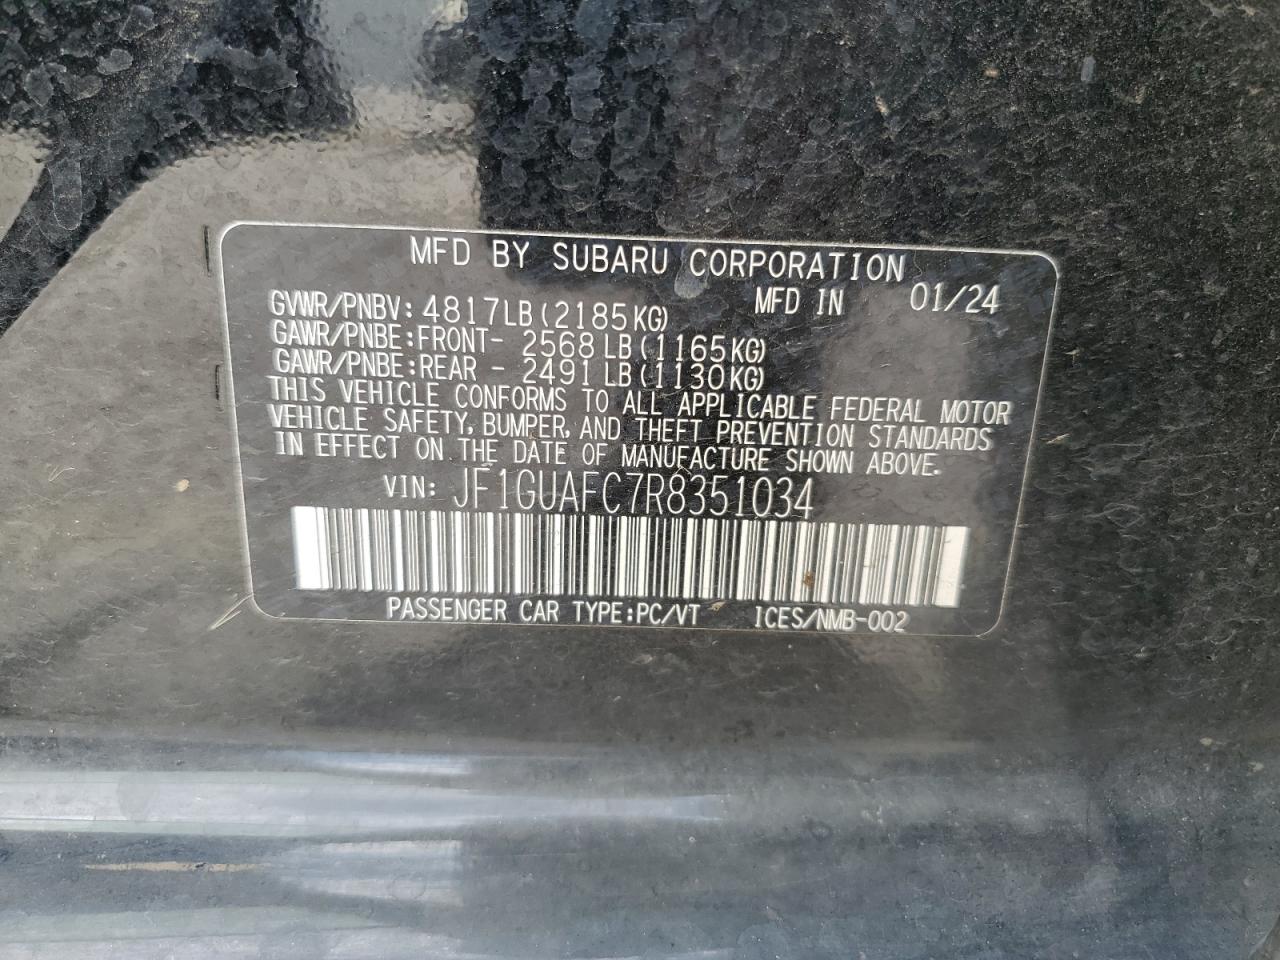 MFD BY SUBARU CORPORATION
GVWR/PNBV: 4817LB(2185KG) MFD IN 01/24
GAWR/PNBE:FRONT- 2568LB(1165KG)
GAWR/PNBE:REAR - 2491LB(1130KG)
THIS VEHICLE CONFORMS TO ALL APPLICABLE FEDERAL MOTOR
VEHICLE SAFETY, BUMPER, AND THEFT PREVENTION STANDARDS
IN EFFECT ON THE DATE OF MANUFACTURE SHOWN ABOVE.
VIN: JF1GUAFC7R8351034
PASSENGER CAR TYPE:PC/VT ICES/NMB-002